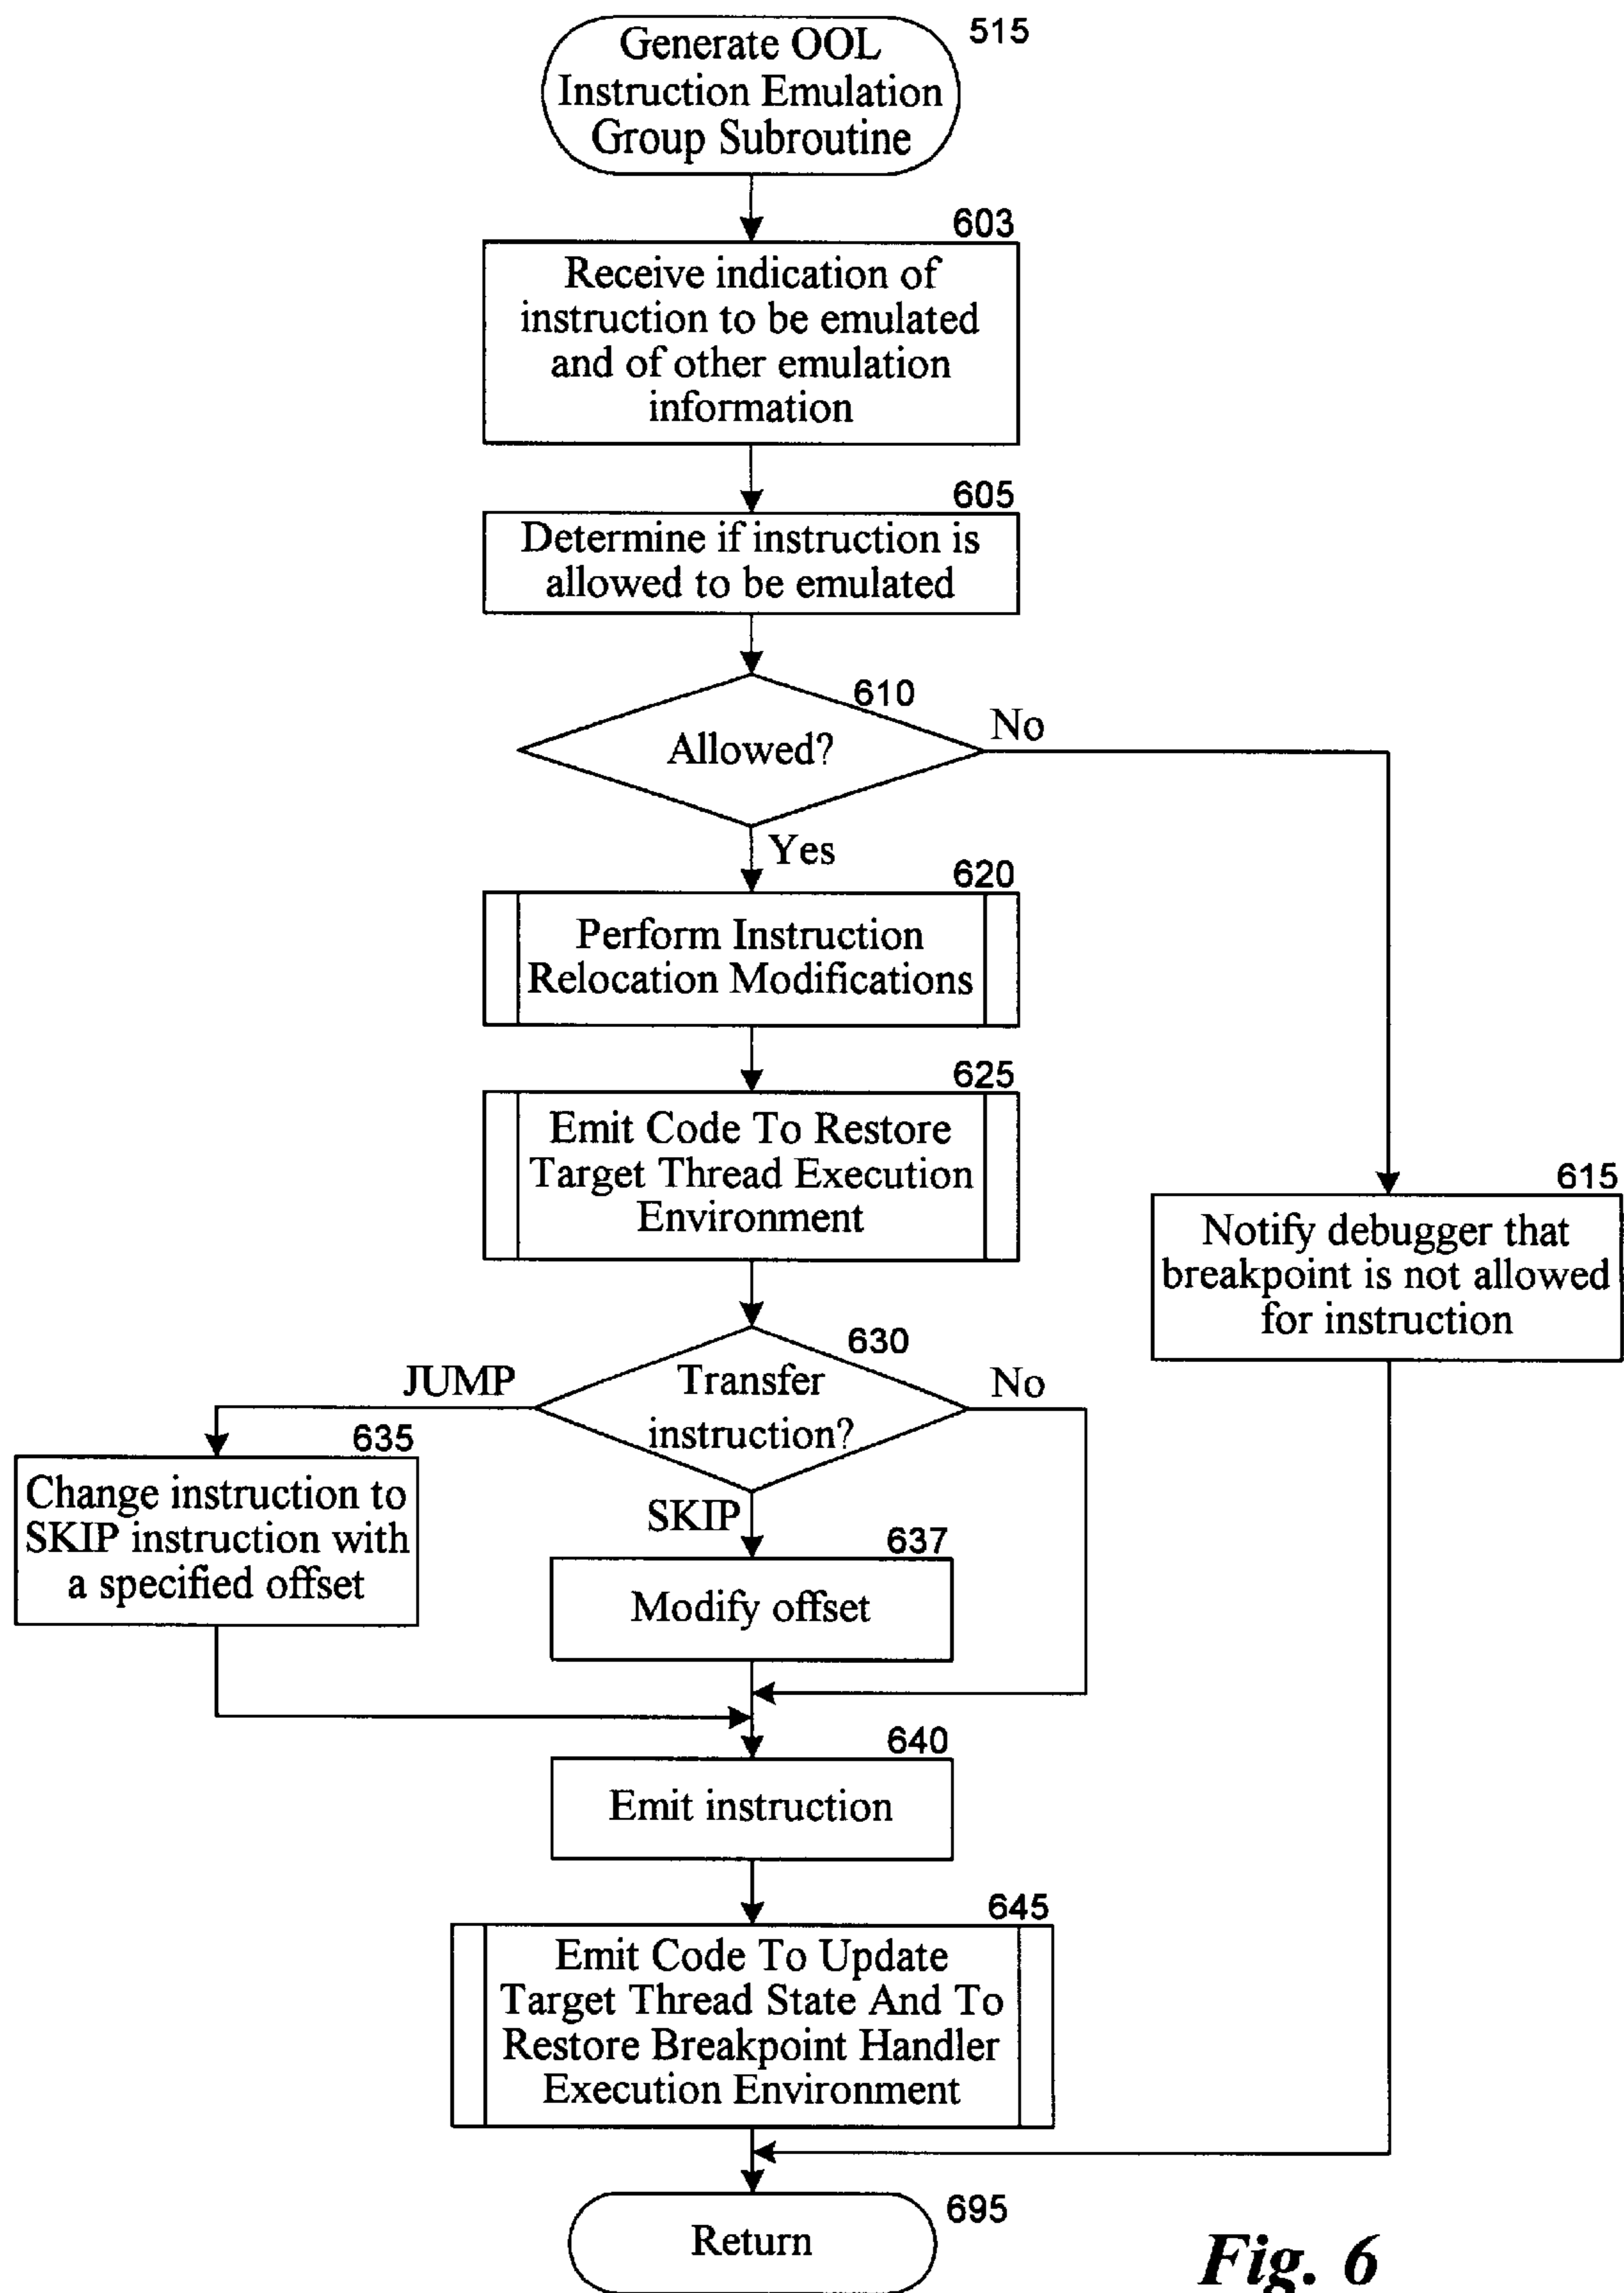 Generate OOL
Instruction Emulation
Group Subroutine
515
603
Receive indication of
instruction to be emulated
and of other emulation
information
605
Determine if instruction is
allowed to be emulated
610
Allowed?
No
Yes
620
Perform Instruction
Relocation Modifications
625
Emit Code To Restore
Target Thread Execution
Environment
615
Notify debugger that
breakpoint is not allowed
for instruction
630
Transfer
instruction?
JUMP
No
635
Change instruction to
SKIP instruction with
a specified offset
SKIP
637
Modify offset
640
Emit instruction
645
Emit Code To Update
Target Thread State And To
Restore Breakpoint Handler
Execution Environment
695
Return
Fig. 6